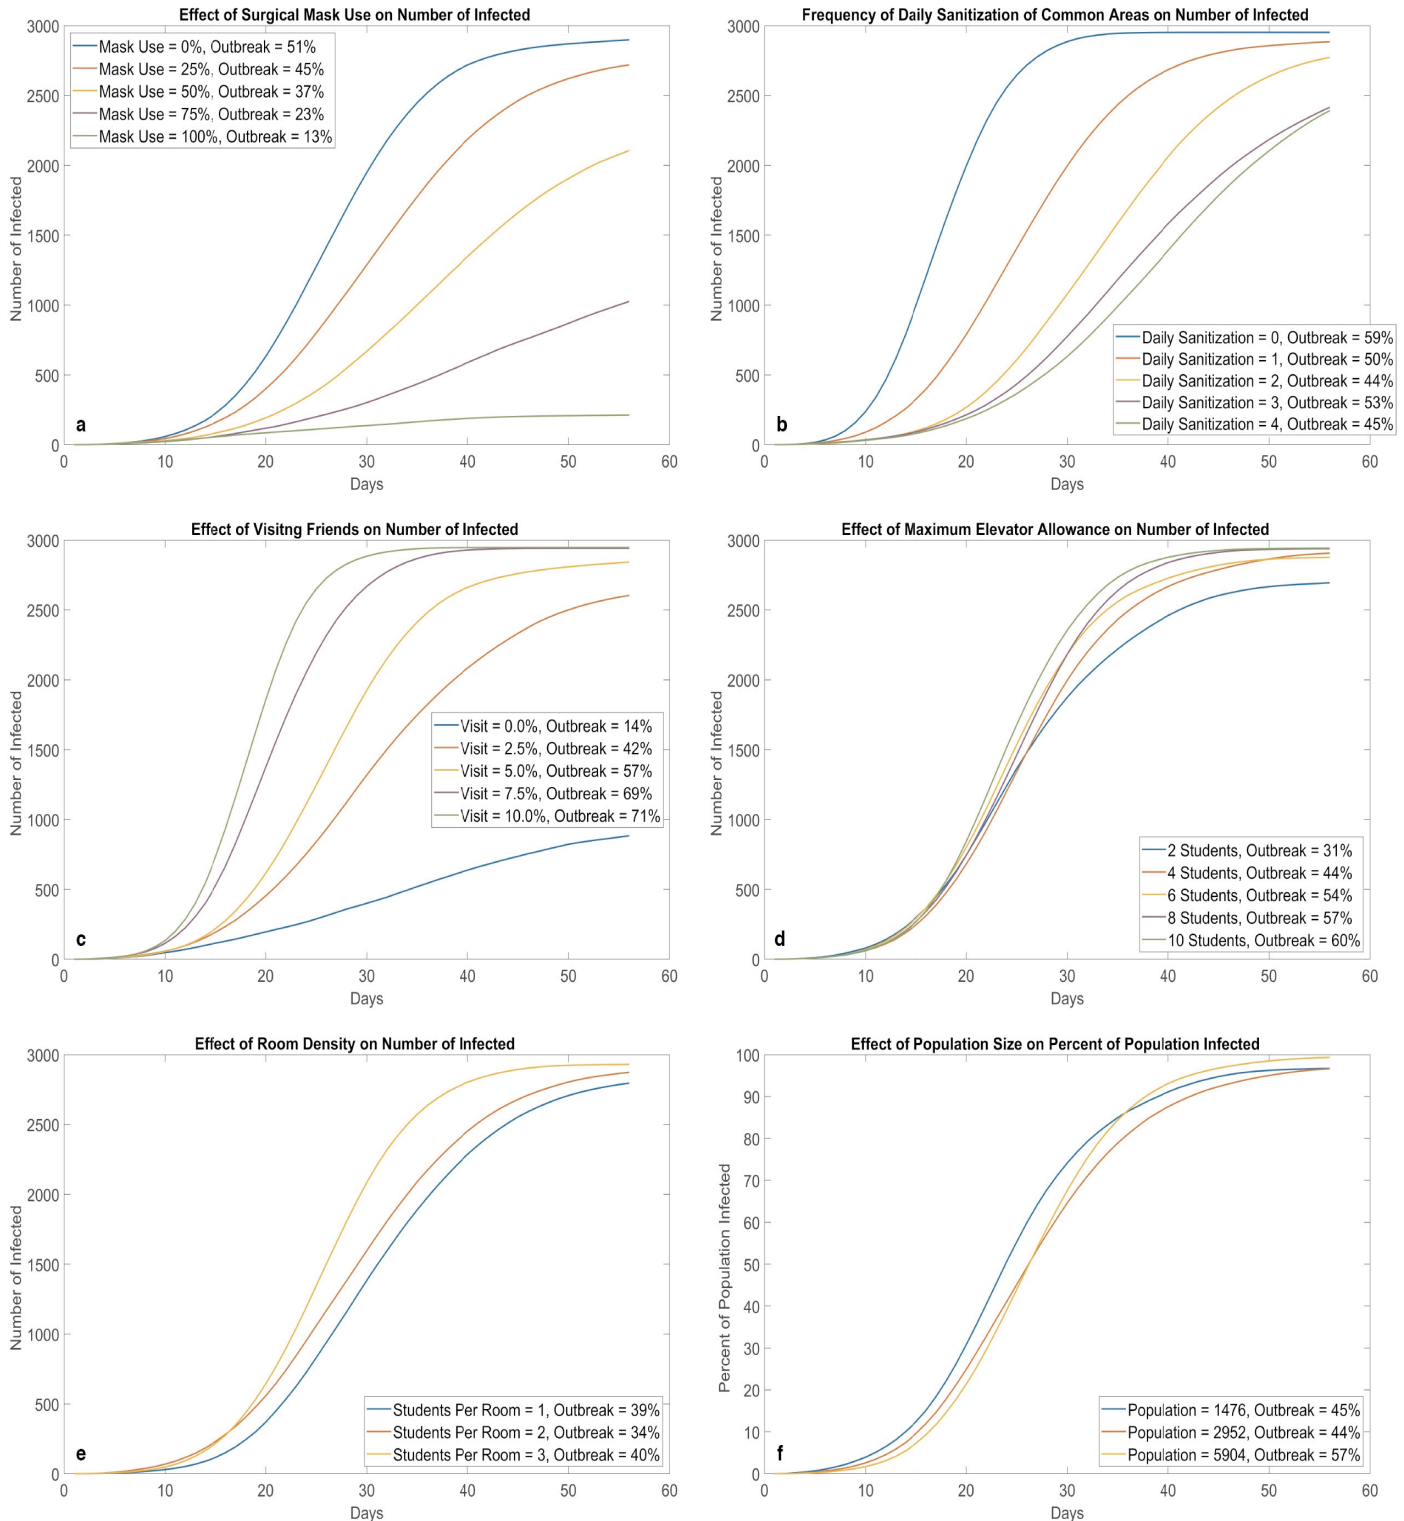 Effect of Surgical Mask Use on Number of Infected
3000
2500
2000
1500
1000
500
0
Number of Infected
Mask Use = 0%, Outbreak = 51%
Mask Use = 25%, Outbreak = 45%
Mask Use = 50%, Outbreak = 37%
Mask Use = 75%, Outbreak = 23%
Mask Use = 100%, Outbreak = 13%
a
0 10 20 30 40 50 60
Days
Frequency of Daily Sanitization of Common Areas on Number of Infected
3000
2500
2000
1500
1000
500
0
Number of Infected
Daily Sanitization = 0, Outbreak = 59%
Daily Sanitization = 1, Outbreak = 50%
Daily Sanitization = 2, Outbreak = 44%
Daily Sanitization = 3, Outbreak = 53%
Daily Sanitization = 4, Outbreak = 45%
b
0 10 20 30 40 50 60
Days
Effect of Visitng Friends on Number of Infected
3000
2500
2000
1500
1000
500
0
Number of Infected
Visit = 0.0%, Outbreak = 14%
Visit = 2.5%, Outbreak = 42%
Visit = 5.0%, Outbreak = 57%
Visit = 7.5%, Outbreak = 69%
Visit = 10.0%, Outbreak = 71%
c
0 10 20 30 40 50 60
Days
Effect of Maximum Elevator Allowance on Number of Infected
3000
2500
2000
1500
1000
500
0
Number of Infected
2 Students, Outbreak = 31%
4 Students, Outbreak = 44%
6 Students, Outbreak = 54%
8 Students, Outbreak = 57%
10 Students, Outbreak = 60%
d
0 10 20 30 40 50 60
Days
Effect of Room Density on Number of Infected
3000
2500
2000
1500
1000
500
0
Number of Infected
Students Per Room = 1, Outbreak = 39%
Students Per Room = 2, Outbreak = 34%
Students Per Room = 3, Outbreak = 40%
e
0 10 20 30 40 50 60
Days
Effect of Population Size on Percent of Population Infected
100
90
80
70
60
50
40
30
20
10
0
Percent of Population Infected
Population = 1476, Outbreak = 45%
Population = 2952, Outbreak = 44%
Population = 5904, Outbreak = 57%
f
0 10 20 30 40 50 60
Days